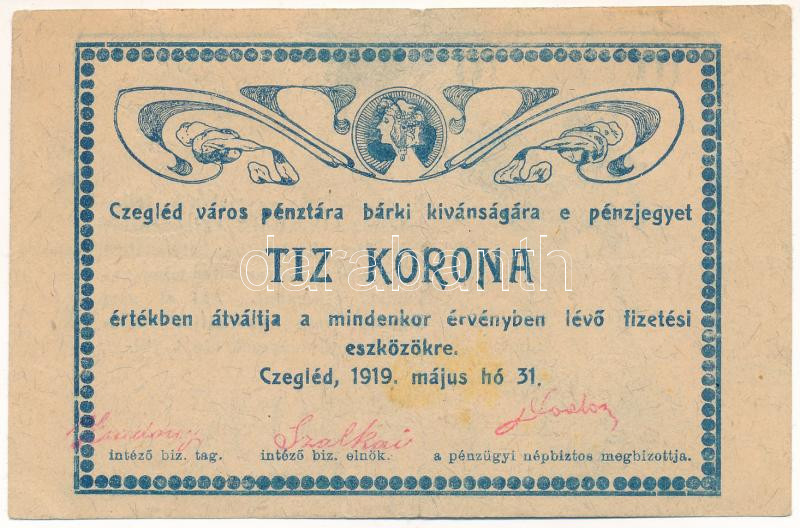 Czegléd város pénztára bárki kivánságára e pénzjegyet
TIZ KORONA
darabanth
értékben átváltja a mindenkor érvényben lévő fizetési
eszközökre.
Czegléd, 1919. május hó 31.
Szalkai
intéző biz. tag. intéző biz. elnök. a pénzügyi népbiztos megbizottja.